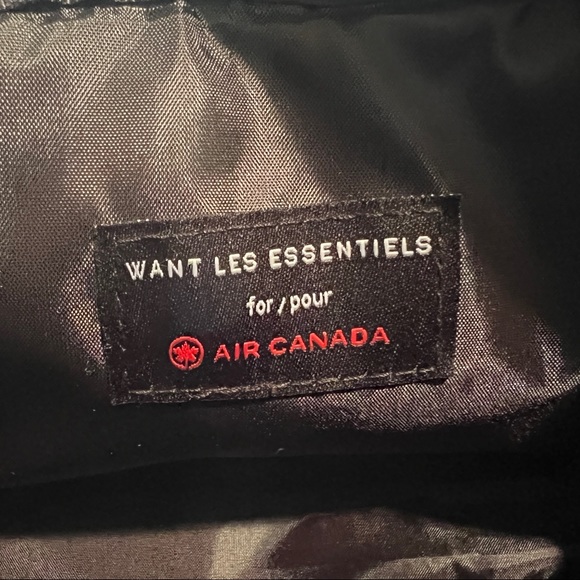 WANT LES ESSENTIELS
for / pour
AIR CANADA